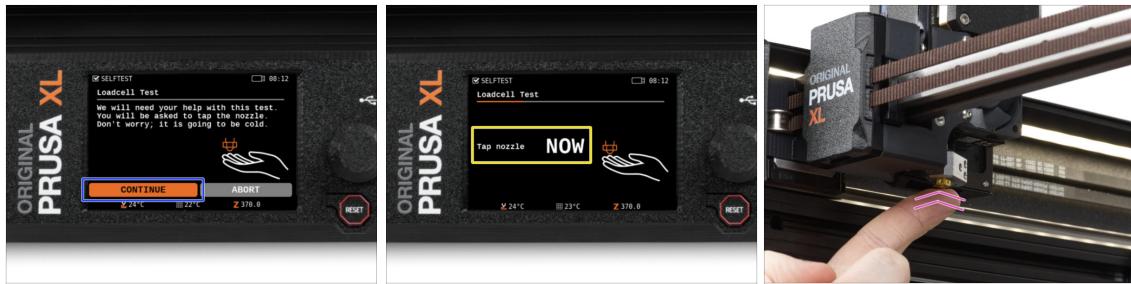 ORIGINAL
PRUSA XL
SELFTEST
08:12
Loadcell Test
We will need your help with this test.
You will be asked to tap the nozzle.
Don't worry; it is going to be cold.
CONTINUE
ABORT
24°C
22°C
Z 370.0
RESET
ORIGINAL
PRUSA XL
SELFTEST
08:12
Loadcell Test
Tap nozzle NOW
24°C
23°C
Z 370.0
RESET
ORIGINAL
PRUSA
XL